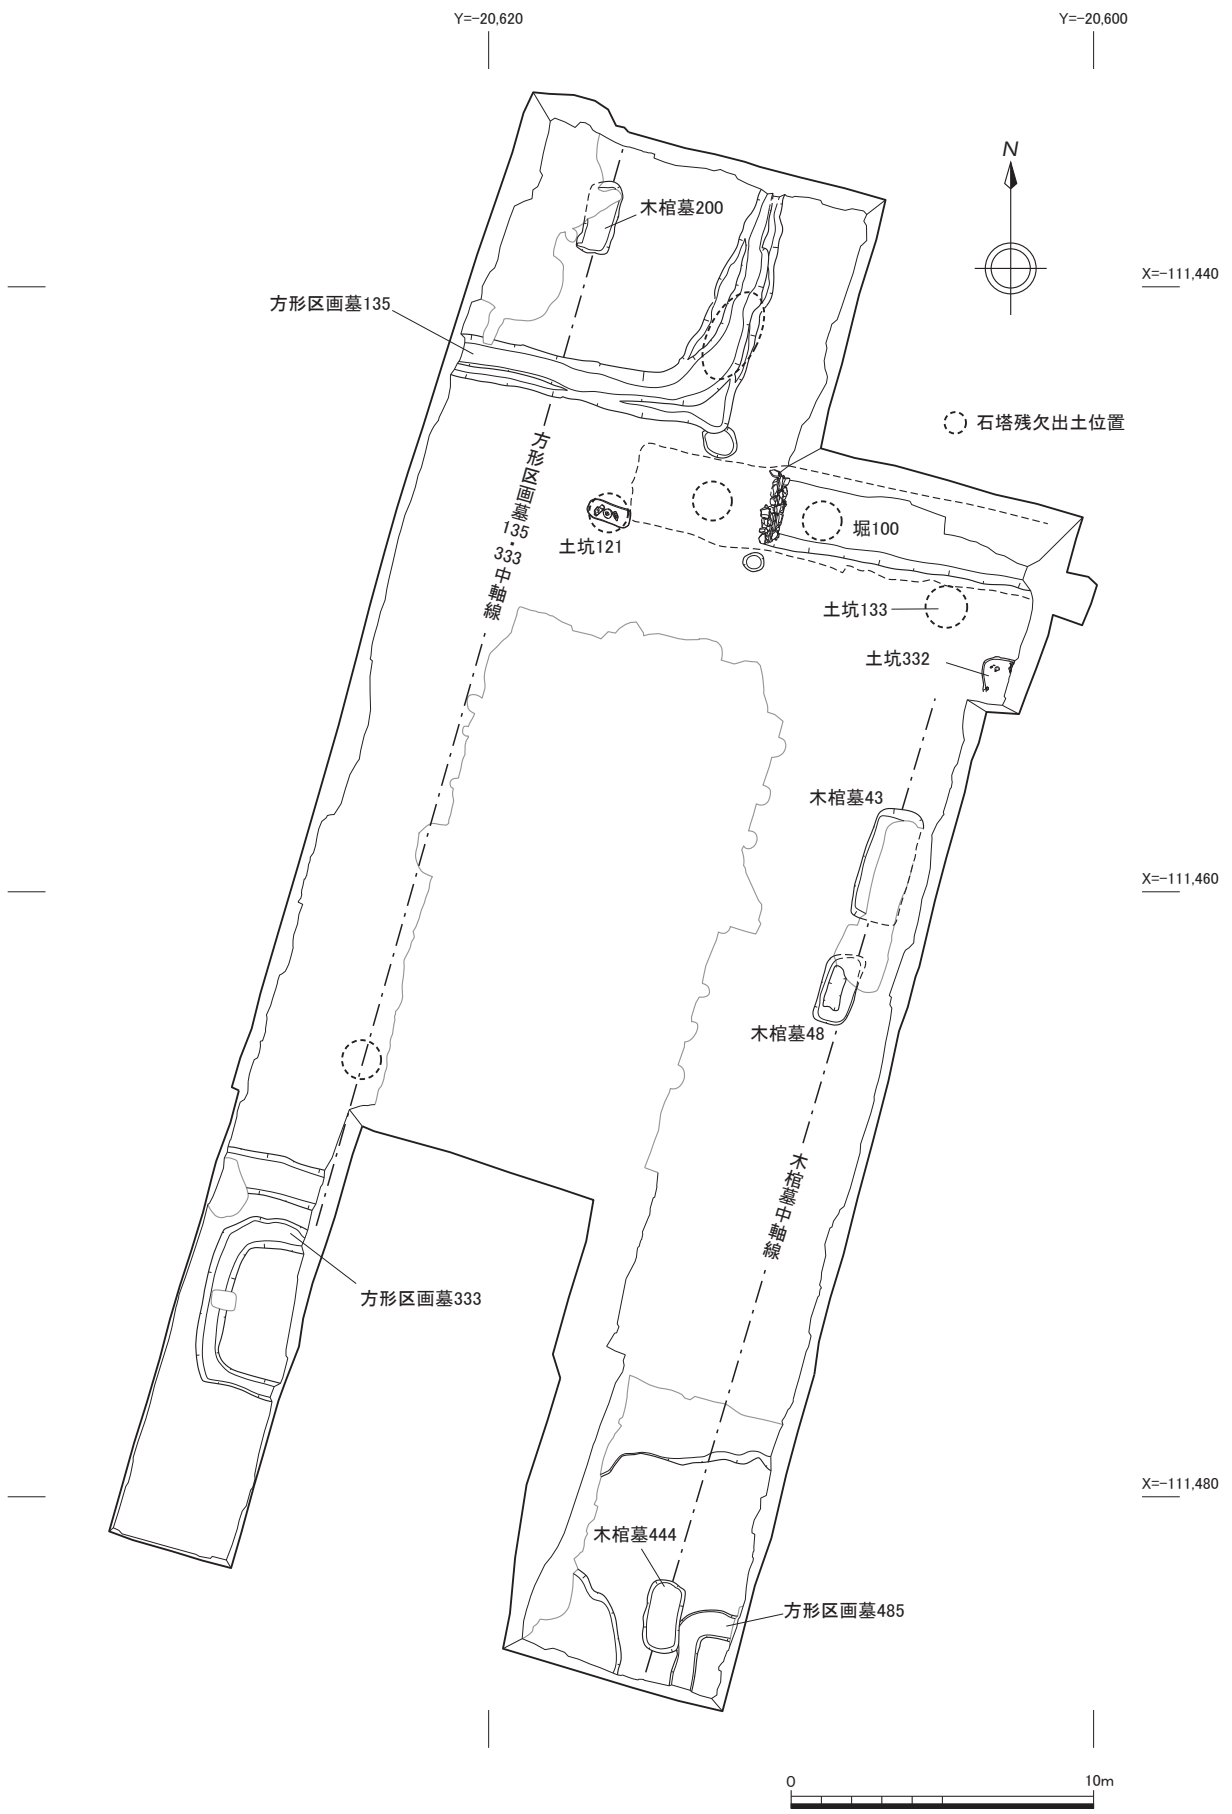 Y=-20,620
Y=-20,600
N
木棺墓200
X=-111,440
方形区画墓135
石塔残欠出土位置
方形区画墓135・333中軸線
堀100
土坑121
土坑133
土坑332
木棺墓43
X=-111,460
木棺墓48
木棺墓中軸線
方形区画墓333
X=-111,480
木棺墓444
方形区画墓485
0
10m